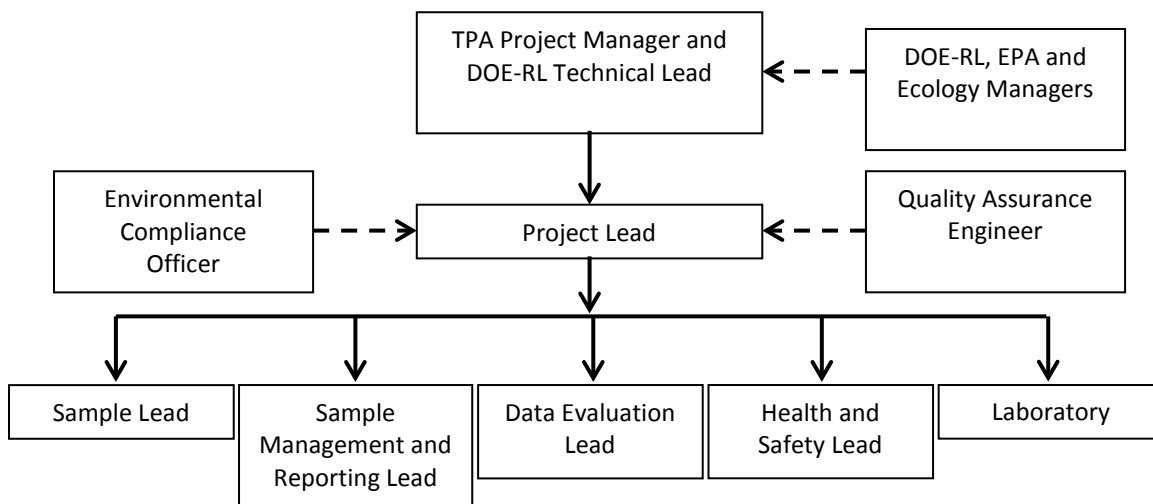 TPA Project Manager and
DOE-RL Technical Lead
DOE-RL, EPA and
Ecology Managers
Environmental
Compliance
Officer
Project Lead
Quality Assurance
Engineer
Sample Lead
Sample
Management and
Reporting Lead
Data Evaluation
Lead
Health and
Safety Lead
Laboratory